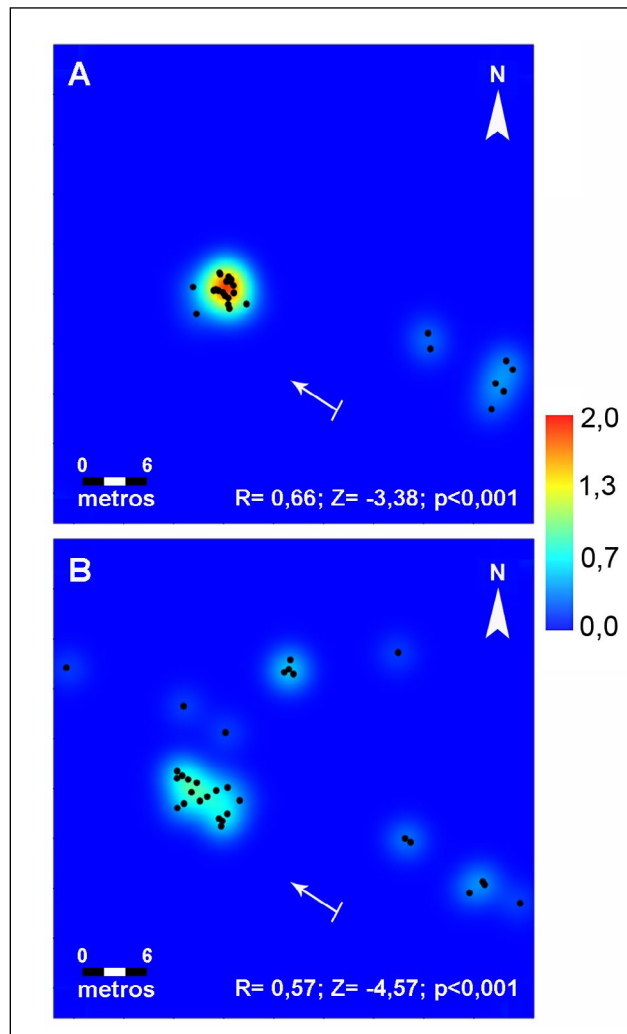 A
N
0 6
metros
R= 0,66; Z= -3,38; p<0,001
2,0
1,3
0,7
0,0
B
N
0 6
metros
R= 0,57; Z= -4,57; p<0,001